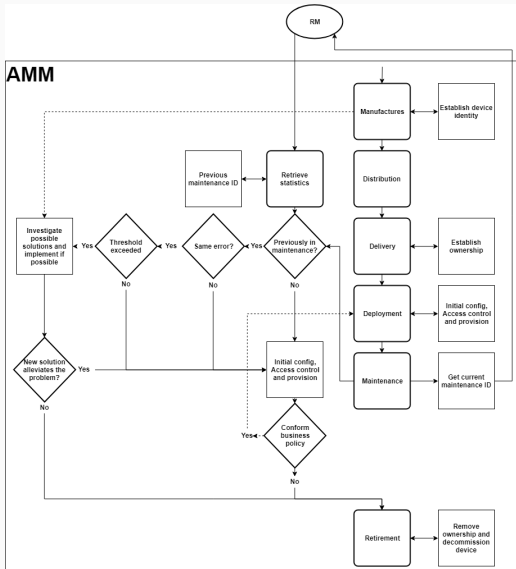 RM
AMM
Manufactures
Establish device
identity
Previous
maintenance ID
Retrieve
statistics
Distribution
Investigate
possible
solutions and
implement if
possible
Yes
Threshold
exceeded
Yes
Same error?
Yes
Previously in
maintenance?
Delivery
Establish
ownership
No
No
No
Deployment
Initial config,
Access control
and provision
New solution
alleviates the
problem?
Yes
Initial config,
Access control
and provision
Maintenance
Get current
maintenance ID
No
Yes
Conform
business
policy
No
Retirement
Remove
ownership and
decommission
device